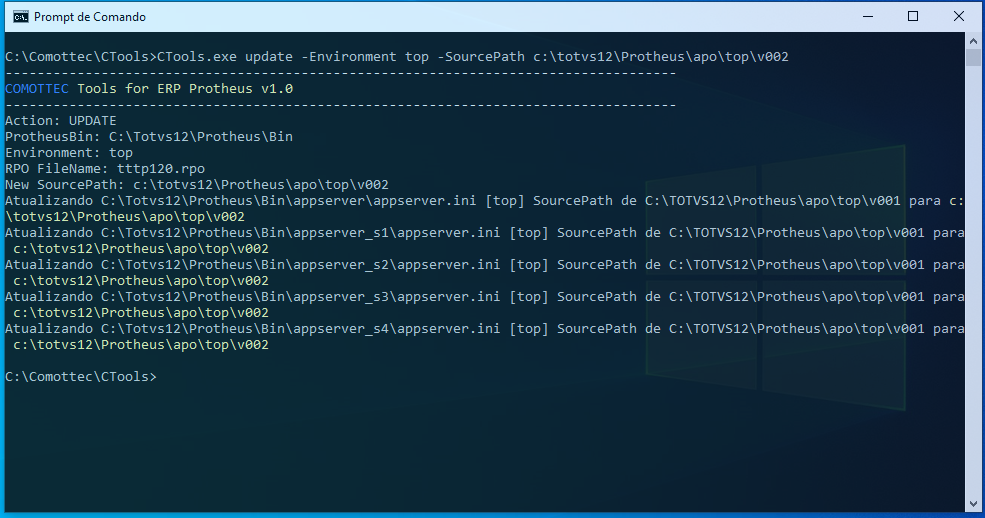 Prompt de Comando
C:\Comottec\CTools>CTools.exe update -Environment top -SourcePath c:\totvs12\Protheus\apo\top\v002
------------------------------------------------------------------------------------
COMOTTEC Tools for ERP Protheus v1.0
------------------------------------------------------------------------------------
Action: UPDATE
ProtheusBin: C:\Totvs12\Protheus\Bin
Environment: top
RPO FileName: tttp120.rpo
New SourcePath: c:\totvs12\Protheus\apo\top\v002
Atualizando C:\Totvs12\Protheus\Bin\appserver\appserver.ini [top] SourcePath de C:\TOTVS12\Protheus\apo\top\v001 para c:
\totvs12\Protheus\apo\top\v002
Atualizando C:\Totvs12\Protheus\Bin\appserver_s1\appserver.ini [top] SourcePath de C:\TOTVS12\Protheus\apo\top\v001 para
c:\totvs12\Protheus\apo\top\v002
Atualizando C:\Totvs12\Protheus\Bin\appserver_s2\appserver.ini [top] SourcePath de C:\TOTVS12\Protheus\apo\top\v001 para
c:\totvs12\Protheus\apo\top\v002
Atualizando C:\Totvs12\Protheus\Bin\appserver_s3\appserver.ini [top] SourcePath de C:\TOTVS12\Protheus\apo\top\v001 para
c:\totvs12\Protheus\apo\top\v002
Atualizando C:\Totvs12\Protheus\Bin\appserver_s4\appserver.ini [top] SourcePath de C:\TOTVS12\Protheus\apo\top\v001 para
c:\totvs12\Protheus\apo\top\v002
C:\Comottec\CTools>